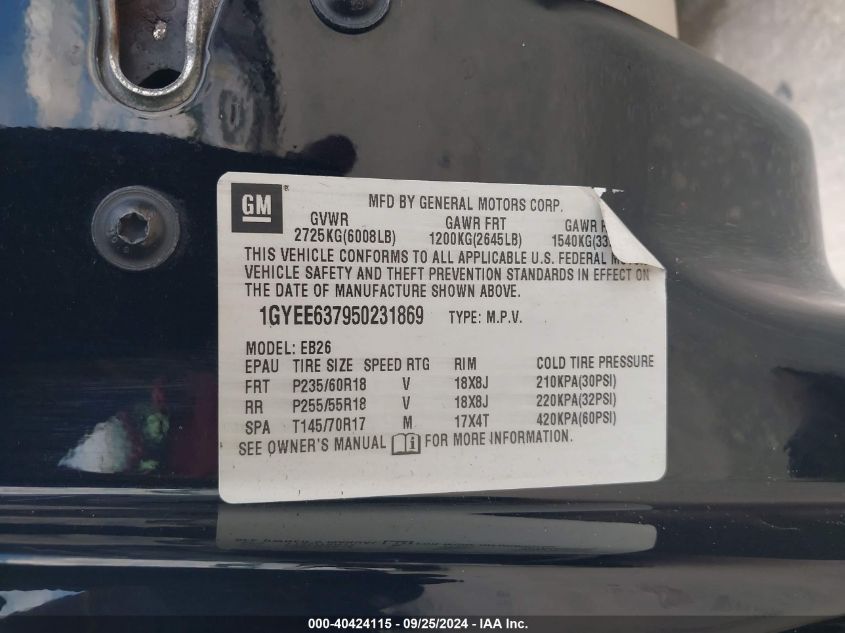 GM ®
MFD BY GENERAL MOTORS CORP.
GVWR GAWR FRT GAWR
2725KG(6008LB) 1200KG(2645LB) 1540KG(
THIS VEHICLE CONFORMS TO ALL APPLICABLE U.S. FEDERAL
VEHICLE SAFETY AND THEFT PREVENTION STANDARDS IN EFFECT ON
THE DATE OF MANUFACTURE SHOWN ABOVE.
1GYEE637950231869 TYPE: M.P.V.
MODEL: EB26
EPAU TIRE SIZE SPEED RTG RIM COLD TIRE PRESSURE
FRT P235/60R18 V 18X8J 210KPA(30PSI)
RR P255/55R18 V 18X8J 220KPA(32PSI)
SPA T145/70R17 M 17X4T 420KPA(60PSI)
SEE OWNER'S MANUAL i FOR MORE INFORMATION.
000-40424115 - 09/25/2024 - IAA Inc.